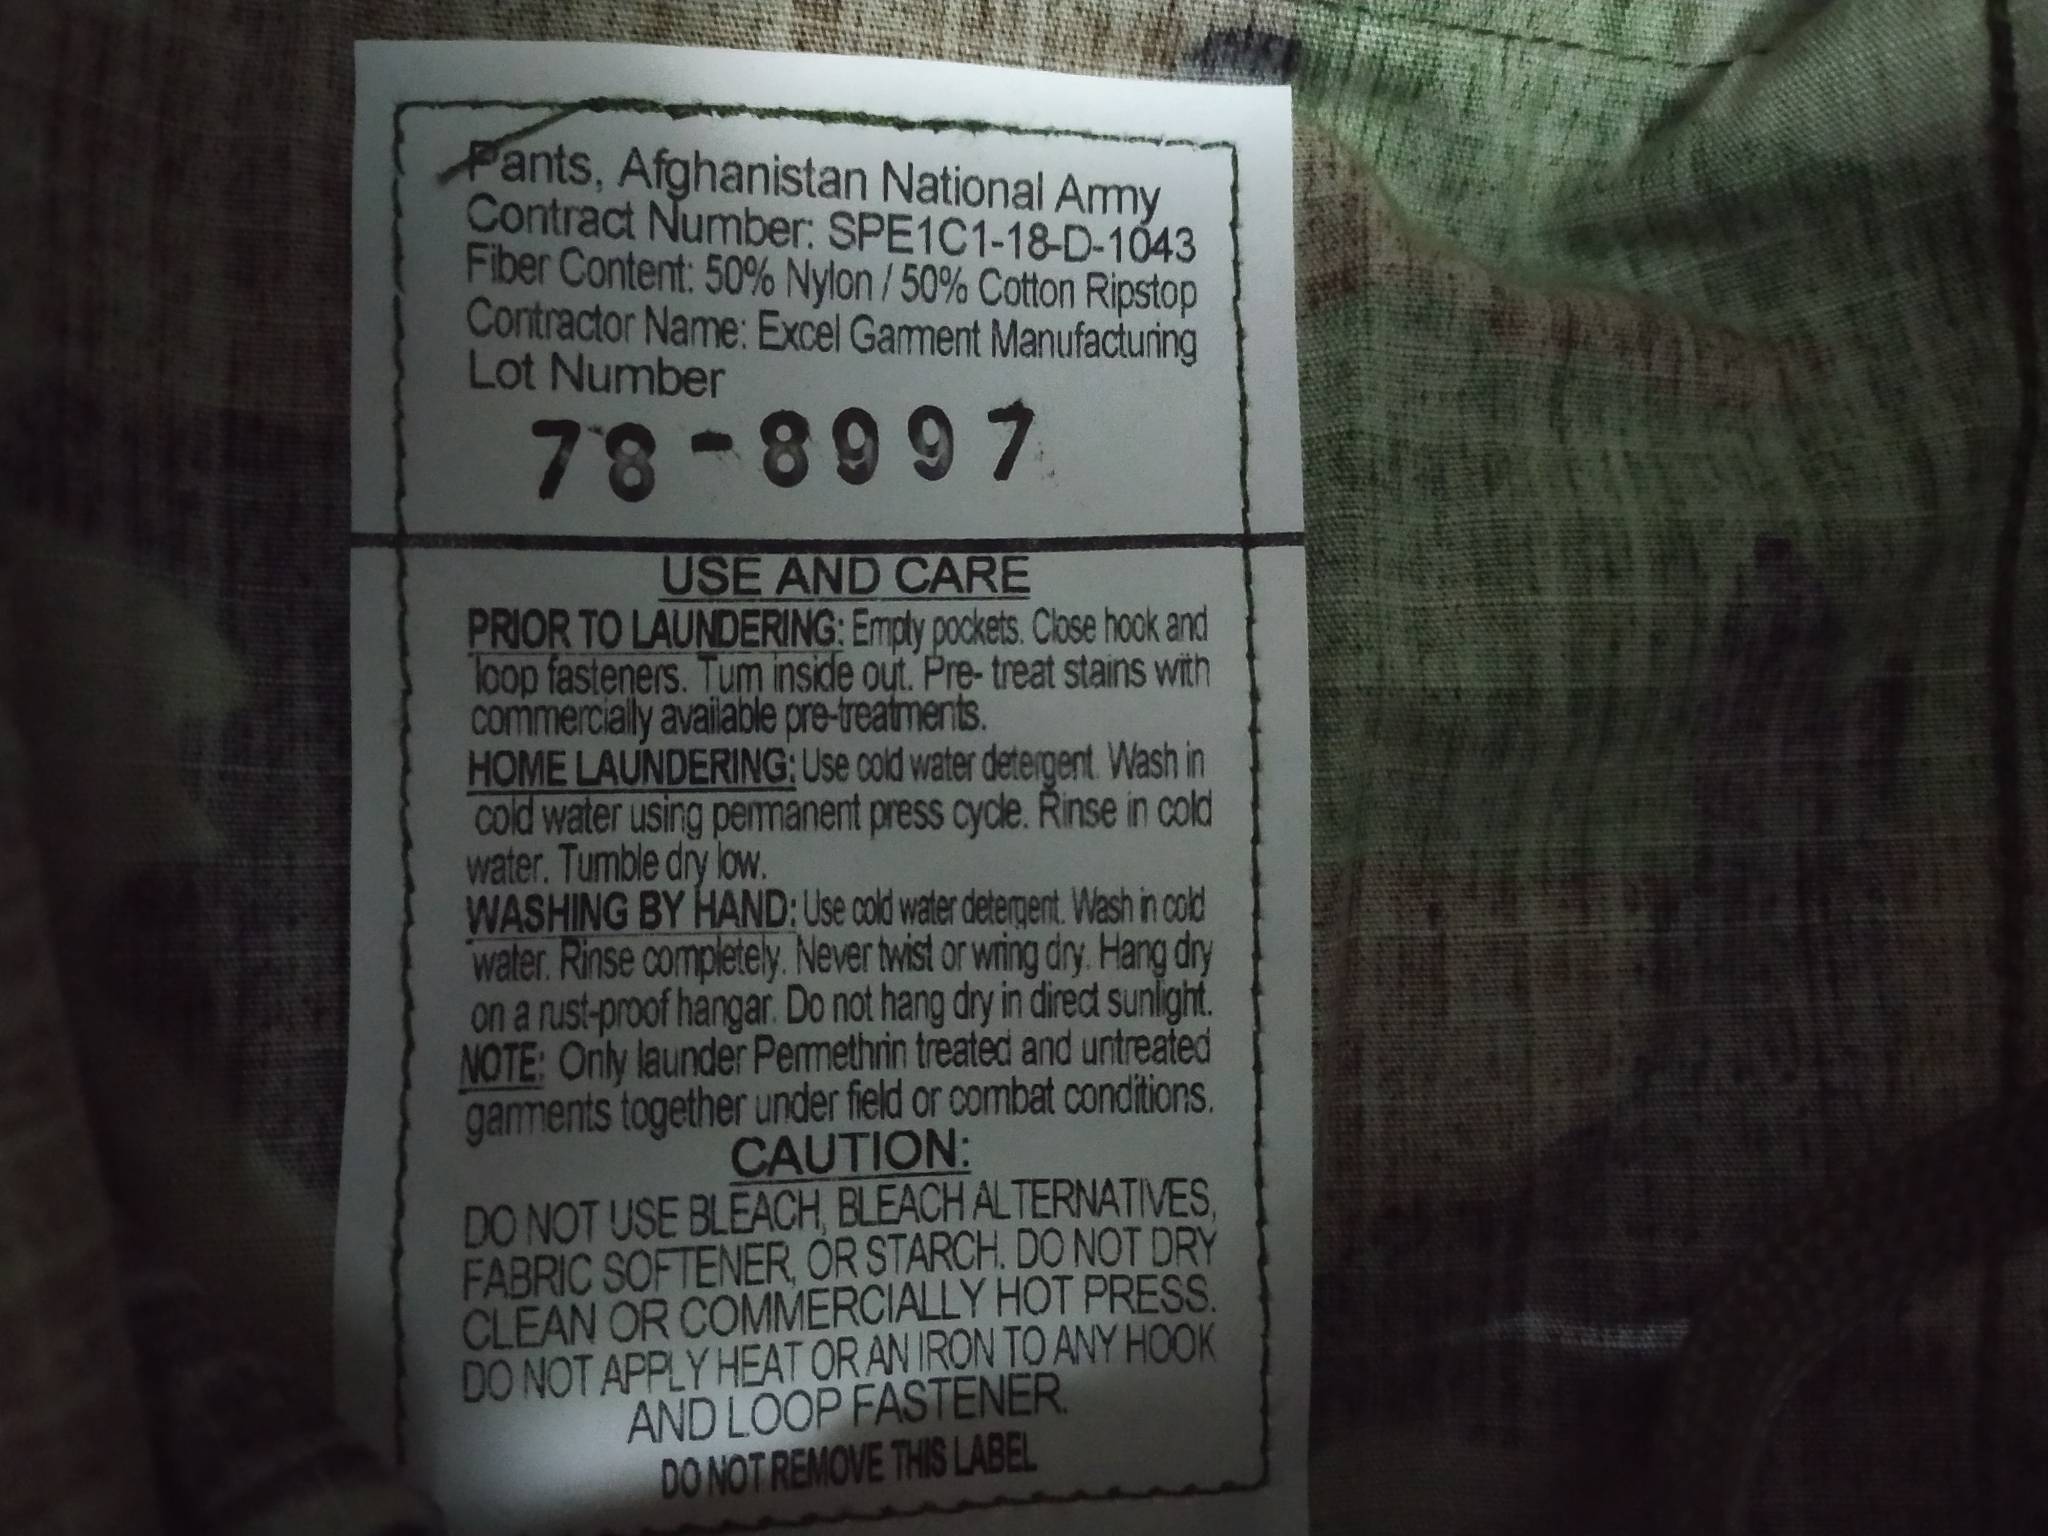 Pants, Afghanistan National Army
Contract Number: SPE1C1-18-D-1043
Fiber Content: 50% Nylon / 50% Cotton Ripstop
Contractor Name: Excel Garment Manufacturing
Lot Number
78-8997
USE AND CARE
PRIOR TO LAUNDERING: Empty pockets. Close hook and
loop fasteners. Turn inside out. Pre- treat stains with
commercially available pre-treatments.
HOME LAUNDERING: Use cold water detergent. Wash in
cold water using permanent press cycle. Rinse in cold
water. Tumble dry low.
WASHING BY HAND: Use cold water detergent. Wash in cold
water. Rinse completely. Never twist or wring dry. Hang dry
on a rust-proof hangar. Do not hang dry in direct sunlight.
NOTE: Only launder Permethrin treated and untreated
garments together under field or combat conditions.
CAUTION:
DO NOT USE BLEACH, BLEACH ALTERNATIVES,
FABRIC SOFTENER, OR STARCH. DO NOT DRY
CLEAN OR COMMERCIALLY HOT PRESS.
DO NOT APPLY HEAT OR AN IRON TO ANY HOOK
AND LOOP FASTENER.
DO NOT REMOVE THIS LABEL